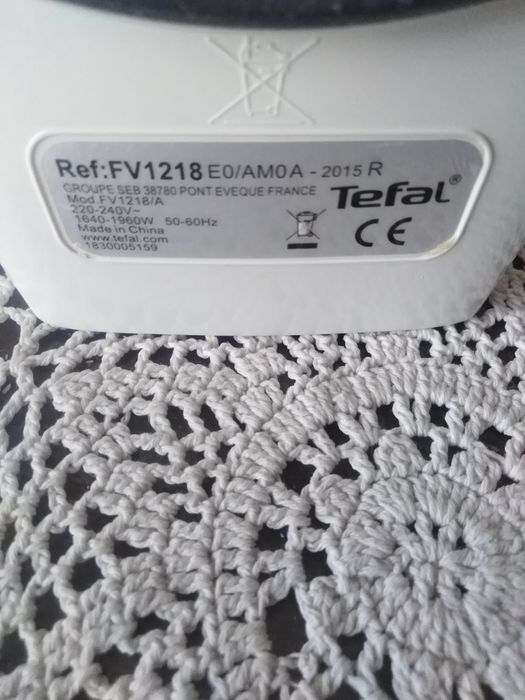 Ref:FV1218 E0/AM0A - 2015 R
GROUPE SEB 38780 PONT EVEQUE FRANCE
Mod.FV1218/A
220-240V~
1640-1960W 50-60Hz
Made in China
www.tefal.com
1830005159
Tefal®
CE